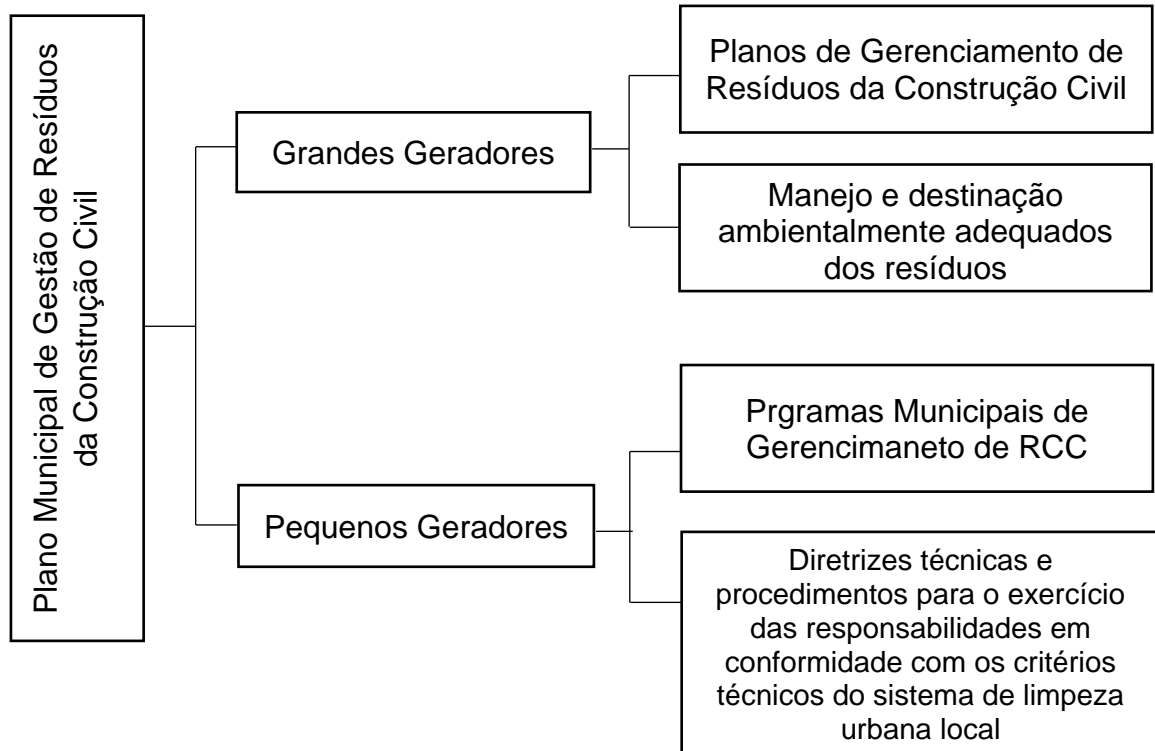 Plano Municipal de Gestão de Resíduos
da Construção Civil
Grandes Geradores
Planos de Gerenciamento de
Resíduos da Construção Civil
Manejo e destinação
ambientalmente adequados
dos resíduos
Pequenos Geradores
Prgramas Municipais de
Gerencimaneto de RCC
Diretrizes técnicas e
procedimentos para o exercício
das responsabilidades em
conformidade com os critérios
técnicos do sistema de limpeza
urbana local